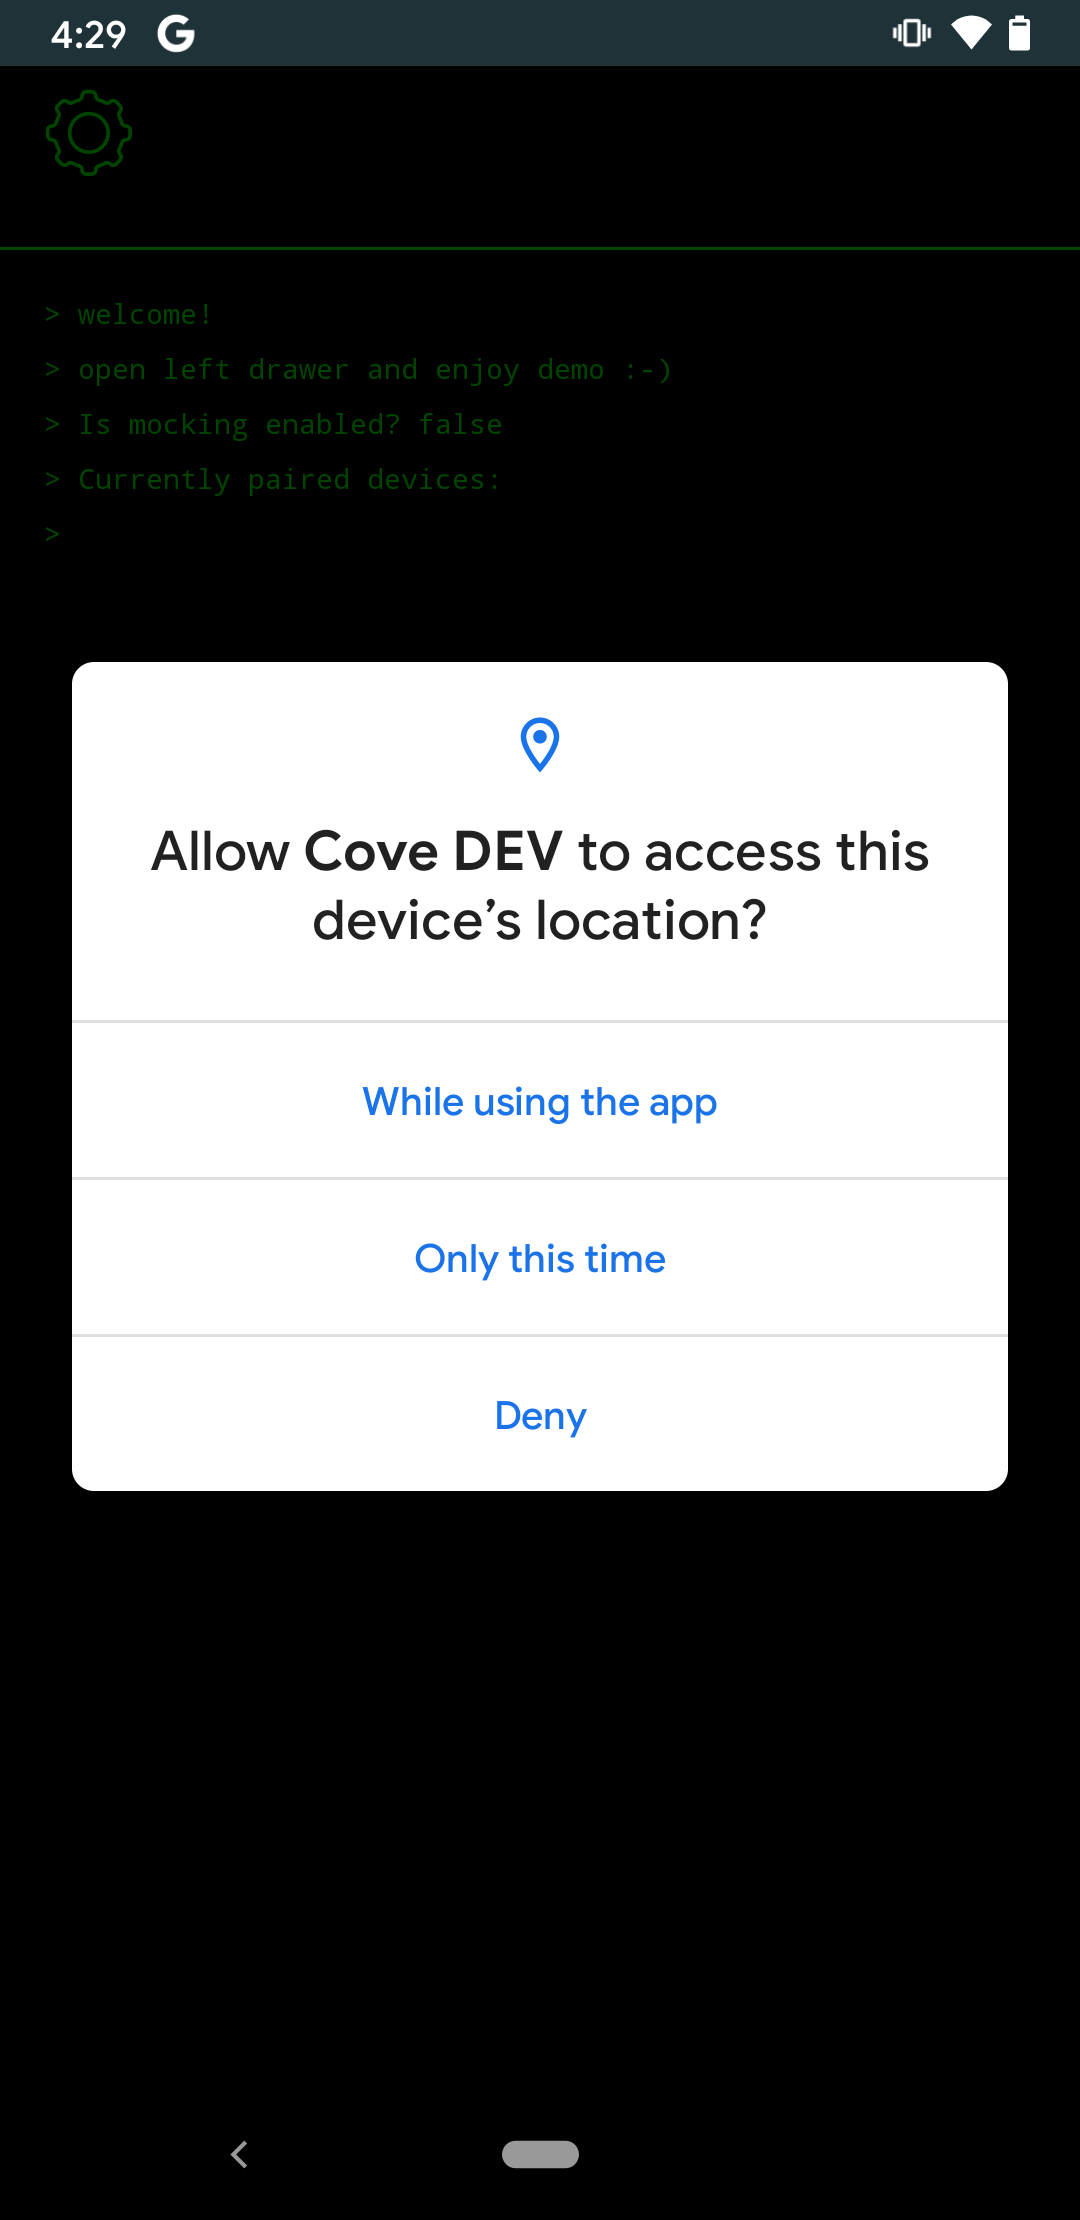 4:29
> welcome!
> open left drawer and enjoy demo :-)
> Is mocking enabled? false
> Currently paired devices:
>
Allow Cove DEV to access this
device’s location?
While using the app
Only this time
Deny